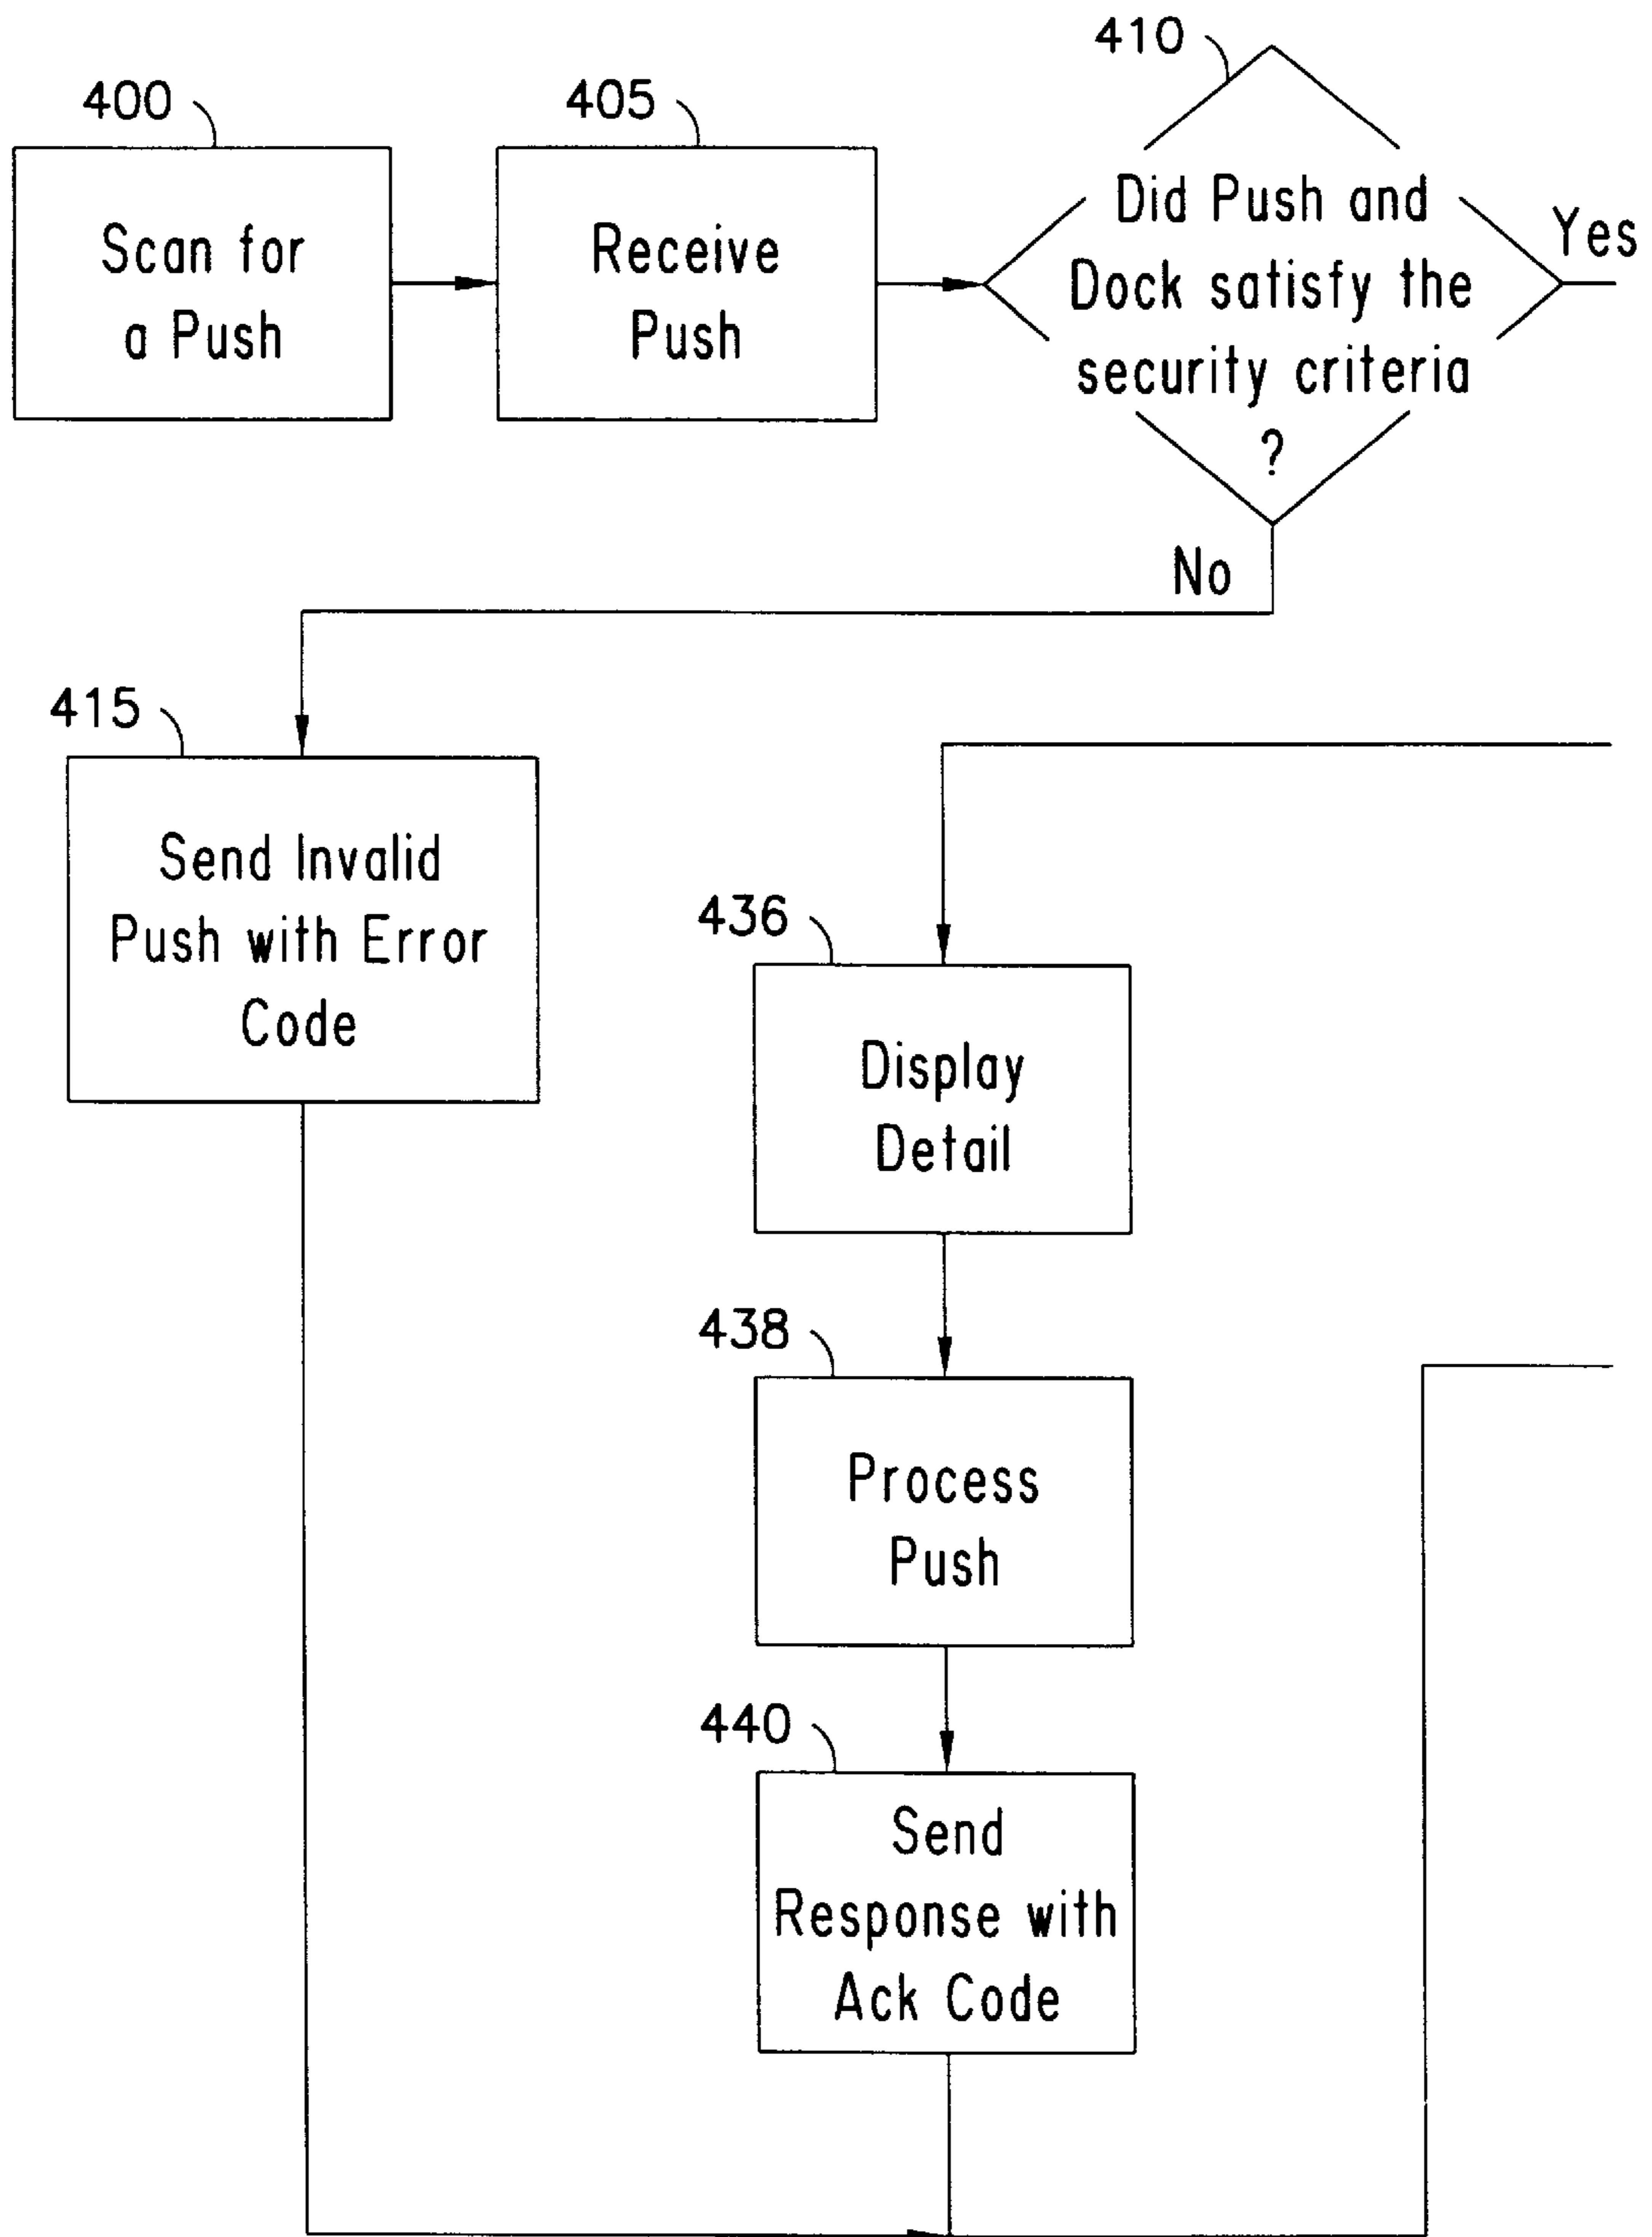 400
Scan for
a Push
405
Receive
Push
410
Did Push and
Dock satisfy the
security criteria
?
Yes
No
415
Send Invalid
Push with Error
Code
436
Display
Detail
438
Process
Push
440
Send
Response with
Ack Code